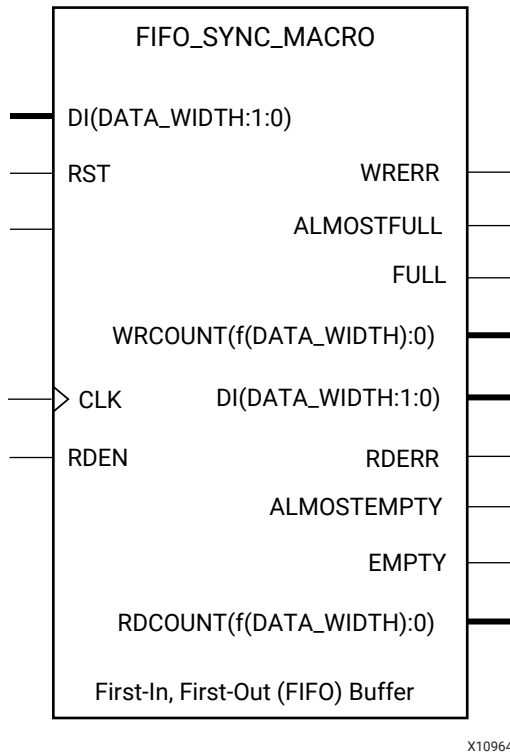 FIFO_SYNC_MACRO
DI(DATA_WIDTH:1:0)
RST
WRERR
ALMOSTFULL
FULL
WRCOUNT(f(DATA_WIDTH):0)
CLK
DI(DATA_WIDTH:1:0)
RDEN
RDERR
ALMOSTEMPTY
EMPTY
RDCOUNT(f(DATA_WIDTH):0)
First-In, First-Out (FIFO) Buffer
X10964